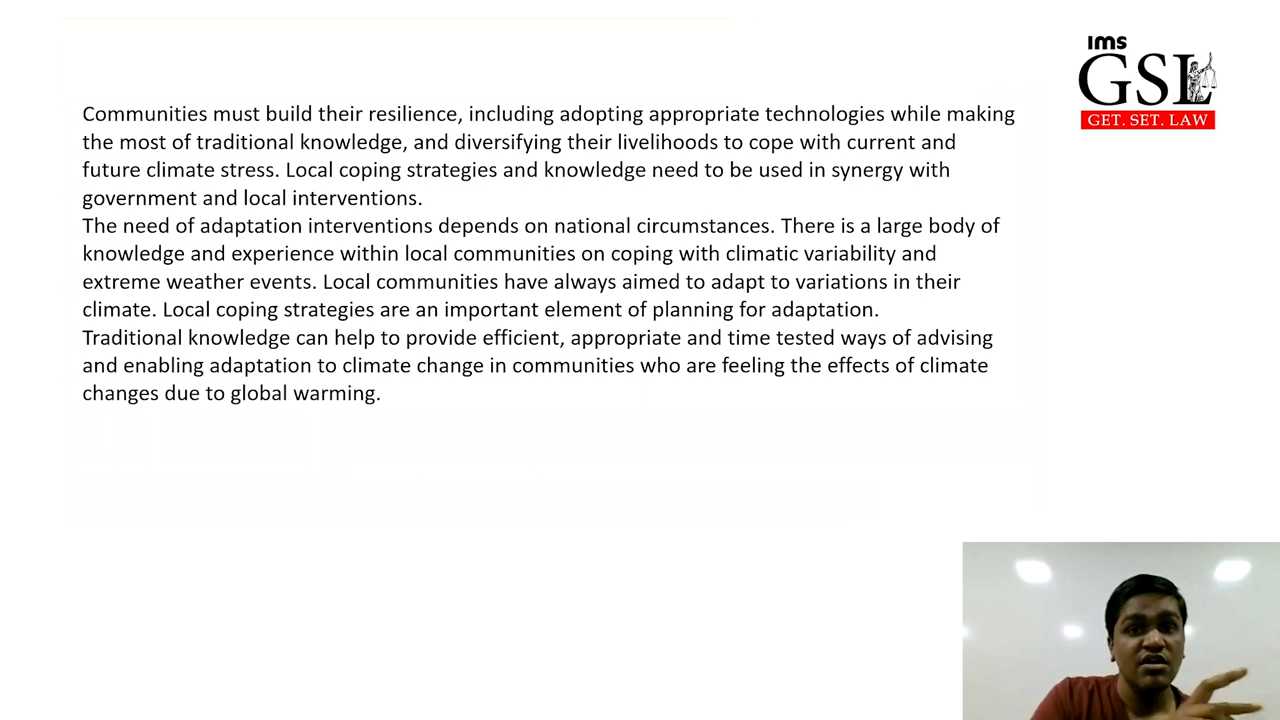 ims
GSL
GET. SET. LAW
Communities must build their resilience, including adopting appropriate technologies while making
the most of traditional knowledge, and diversifying their livelihoods to cope with current and
future climate stress. Local coping strategies and knowledge need to be used in synergy with
government and local interventions.
The need of adaptation interventions depends on national circumstances. There is a large body of
knowledge and experience within local communities on coping with climatic variability and
extreme weather events. Local communities have always aimed to adapt to variations in their
climate. Local coping strategies are an important element of planning for adaptation.
Traditional knowledge can help to provide efficient, appropriate and time tested ways of advising
and enabling adaptation to climate change in communities who are feeling the effects of climate
changes due to global warming.